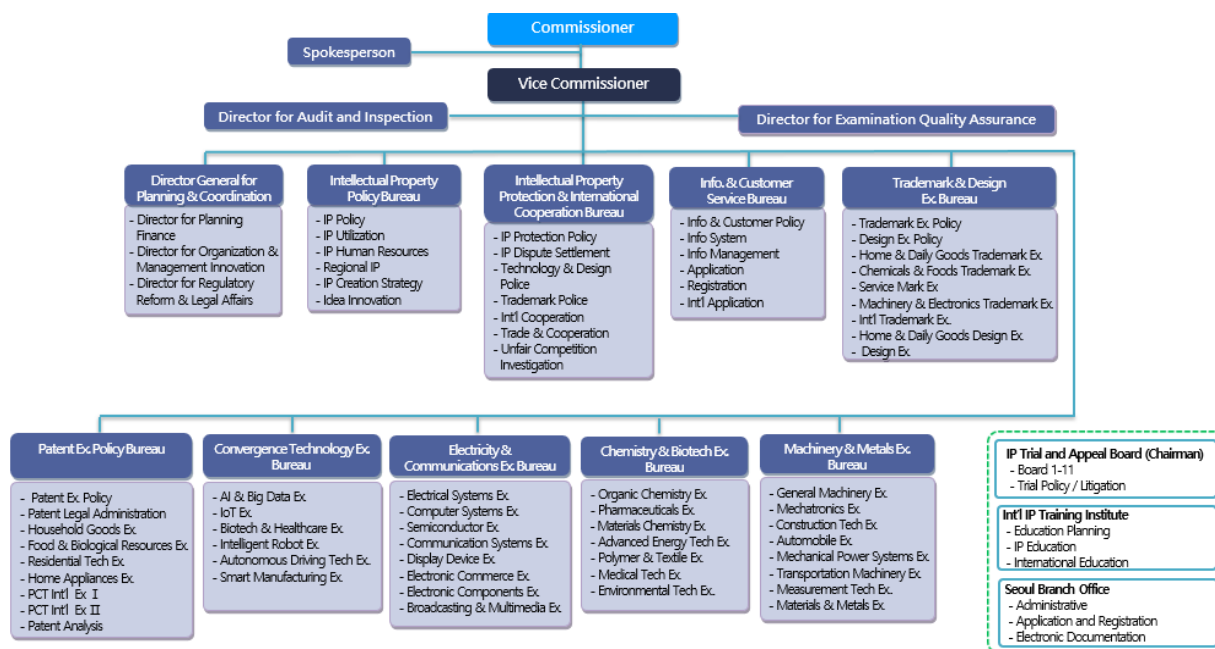 Commissioner
Spokesperson
Vice Commissioner
Director for Audit and Inspection
Director for Examination Quality Assurance
Director General for
Planning & Coordination
- Director for Planning
Finance
- Director for Organization &
Management Innovation
- Director for Regulatory
Reform & Legal Affairs
Intellectual Property
Policy Bureau
- IP Policy
- IP Utilization
- IP Human Resources
- Regional IP
- IP Creation Strategy
- Idea Innovation
Intellectual Property
Protection & International
Cooperation Bureau
- IP Protection Policy
- IP Dispute Settlement
- Technology & Design
Police
- Trademark Police
- Int'l Cooperation
- Trade & Cooperation
- Unfair Competition
Investigation
Info. & Customer
Service Bureau
- Info & Customer Policy
- Info System
- Info Management
- Application
- Registration
- Int'l Application
Trademark & Design
Ex. Bureau
- Trademark Ex. Policy
- Design Ex. Policy
- Home & Daily Goods Trademark Ex.
- Chemicals & Foods Trademark Ex.
- Service Mark Ex
- Machinery & Electronics Trademark Ex.
- Int'l Trademark Ex.
- Home & Daily Goods Design Ex.
- Design Ex.
Patent Ex. Policy Bureau
- Patent Ex. Policy
- Patent Legal Administration
- Household Goods Ex.
- Food & Biological Resources Ex.
- Residential Tech Ex.
- Home Appliances Ex.
- PCT Int'l Ex I
- PCT Int'l Ex II
- Patent Analysis
Convergence Technology Ex.
Bureau
- AI & Big Data Ex.
- IoT Ex.
- Biotech & Healthcare Ex.
- Intelligent Robot Ex.
- Autonomous Driving Tech Ex.
- Smart Manufacturing Ex.
Electricity &
Communications Ex. Bureau
- Electrical Systems Ex.
- Computer Systems Ex.
- Semiconductor Ex.
- Communication Systems Ex.
- Display Device Ex.
- Electronic Commerce Ex.
- Electronic Components Ex.
- Broadcasting & Multimedia Ex.
Chemistry & Biotech Ex.
Bureau
- Organic Chemistry Ex.
- Pharmaceuticals Ex.
- Materials Chemistry Ex.
- Advanced Energy Tech Ex.
- Polymer & Textile Ex.
- Medical Tech Ex.
- Environmental Tech Ex.
Machinery & Metals Ex.
Bureau
- General Machinery Ex.
- Mechatronics Ex.
- Construction Tech Ex.
- Automobile Ex.
- Mechanical Power Systems Ex.
- Transportation Machinery Ex.
- Measurement Tech Ex.
- Materials & Metals Ex.
IP Trial and Appeal Board (Chairman)
- Board 1-11
- Trial Policy / Litigation
Int'l IP Training Institute
- Education Planning
- IP Education
- International Education
Seoul Branch Office
- Administrative
- Application and Registration
- Electronic Documentation